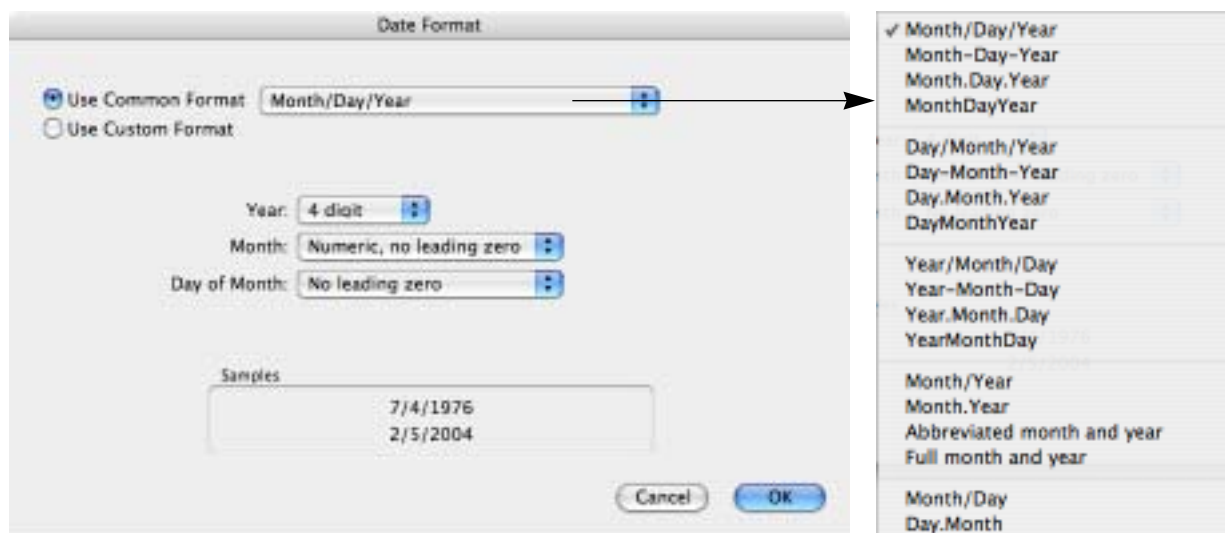 Date Format
Use Common Format Month/Day/Year
Use Custom Format
Year: 4 digit
Month: Numeric, no leading zero
Day of Month: No leading zero
Samples
7/4/1976
2/5/2004
Cancel OK
✓ Month/Day/Year
Month-Day-Year
Month.Day.Year
MonthDayYear
Day/Month/Year
Day-Month-Year
Day.Month.Year
DayMonthYear
Year/Month/Day
Year-Month-Day
Year.Month.Day
YearMonthDay
Month/Year
Month.Year
Abbreviated month and year
Full month and year
Month/Day
Day.Month